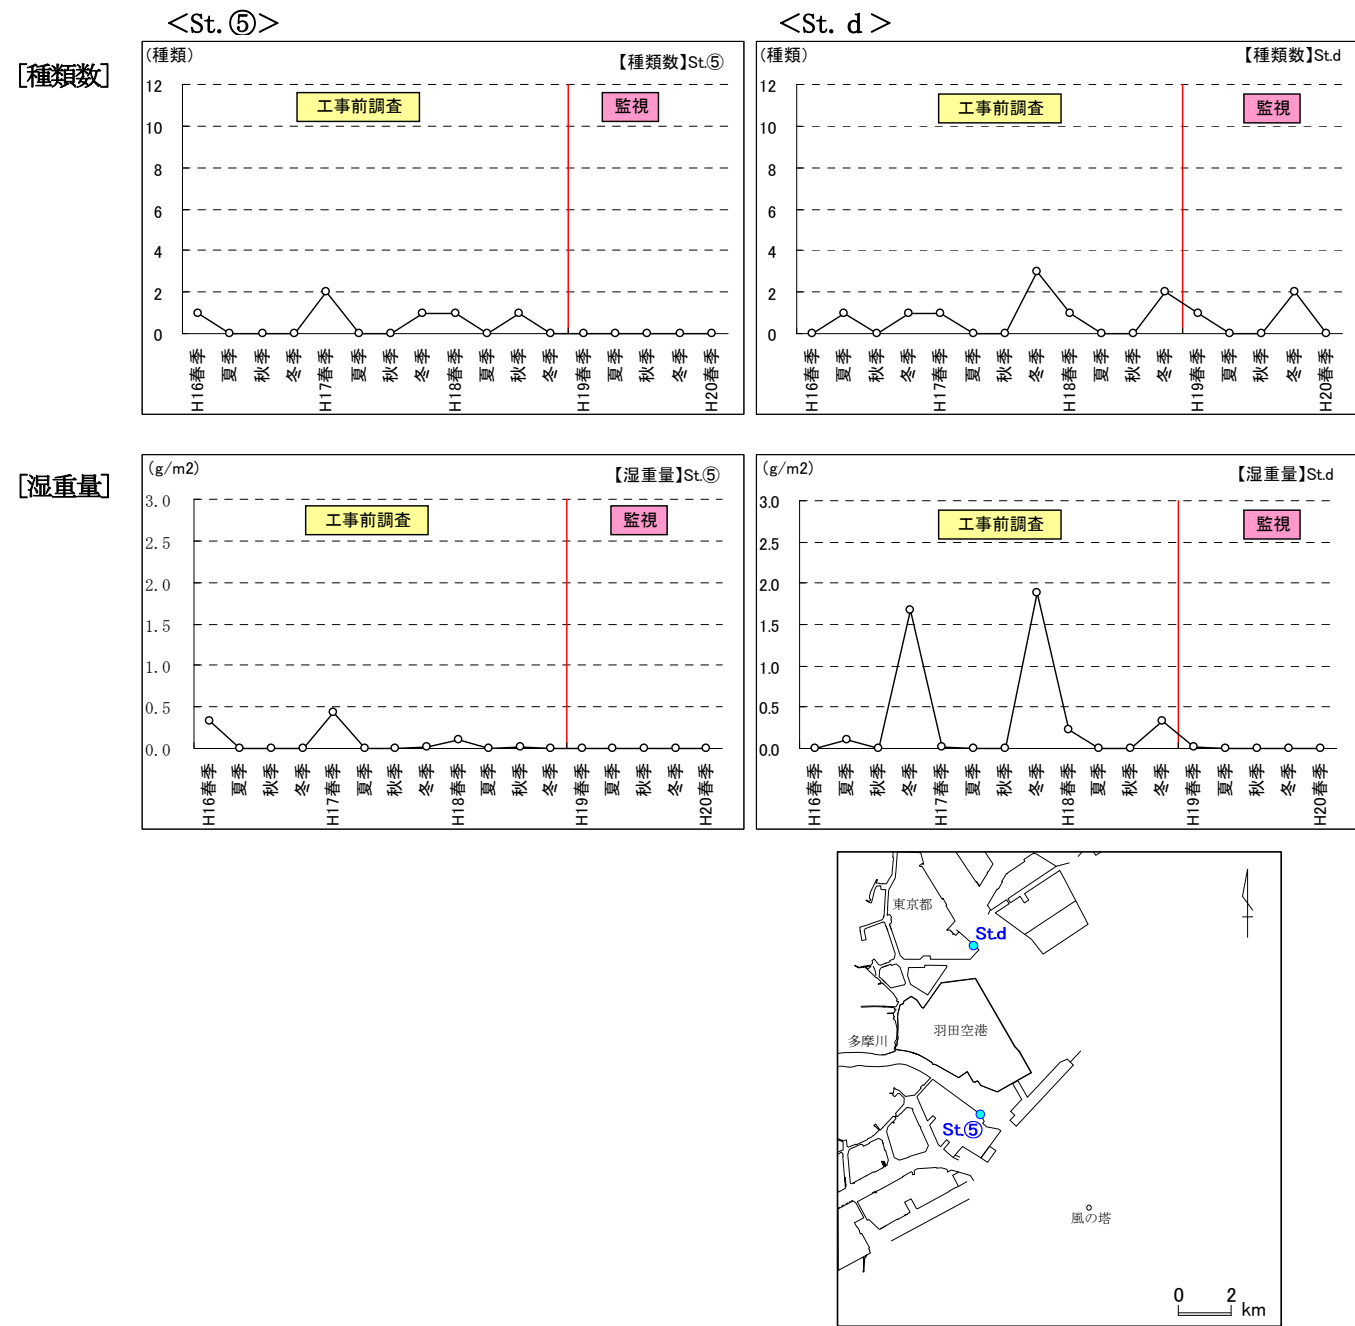 <St.⑤>
<St. d>
[種類数]
(種類)
【種類数】St.⑤
12
10
8
6
4
2
0
工事前調査
監視
H16春季
夏季
秋季
冬季
H17春季
夏季
秋季
冬季
H18春季
夏季
秋季
冬季
H19春季
夏季
秋季
冬季
H20春季
(種類)
【種類数】St.d
12
10
8
6
4
2
0
工事前調査
監視
H16春季
夏季
秋季
冬季
H17春季
夏季
秋季
冬季
H18春季
夏季
秋季
冬季
H19春季
夏季
秋季
冬季
H20春季
[湿重量]
(g/m2)
【湿重量】St.⑤
3.0
2.5
2.0
1.5
1.0
0.5
0.0
工事前調査
監視
H16春季
夏季
秋季
冬季
H17春季
夏季
秋季
冬季
H18春季
夏季
秋季
冬季
H19春季
夏季
秋季
冬季
H20春季
(g/m2)
【湿重量】St.d
3.0
2.5
2.0
1.5
1.0
0.5
0.0
工事前調査
監視
H16春季
夏季
秋季
冬季
H17春季
夏季
秋季
冬季
H18春季
夏季
秋季
冬季
H19春季
夏季
秋季
冬季
H20春季
東京都
St.d
羽田空港
多摩川
St.⑤
風の塔
0 2
km